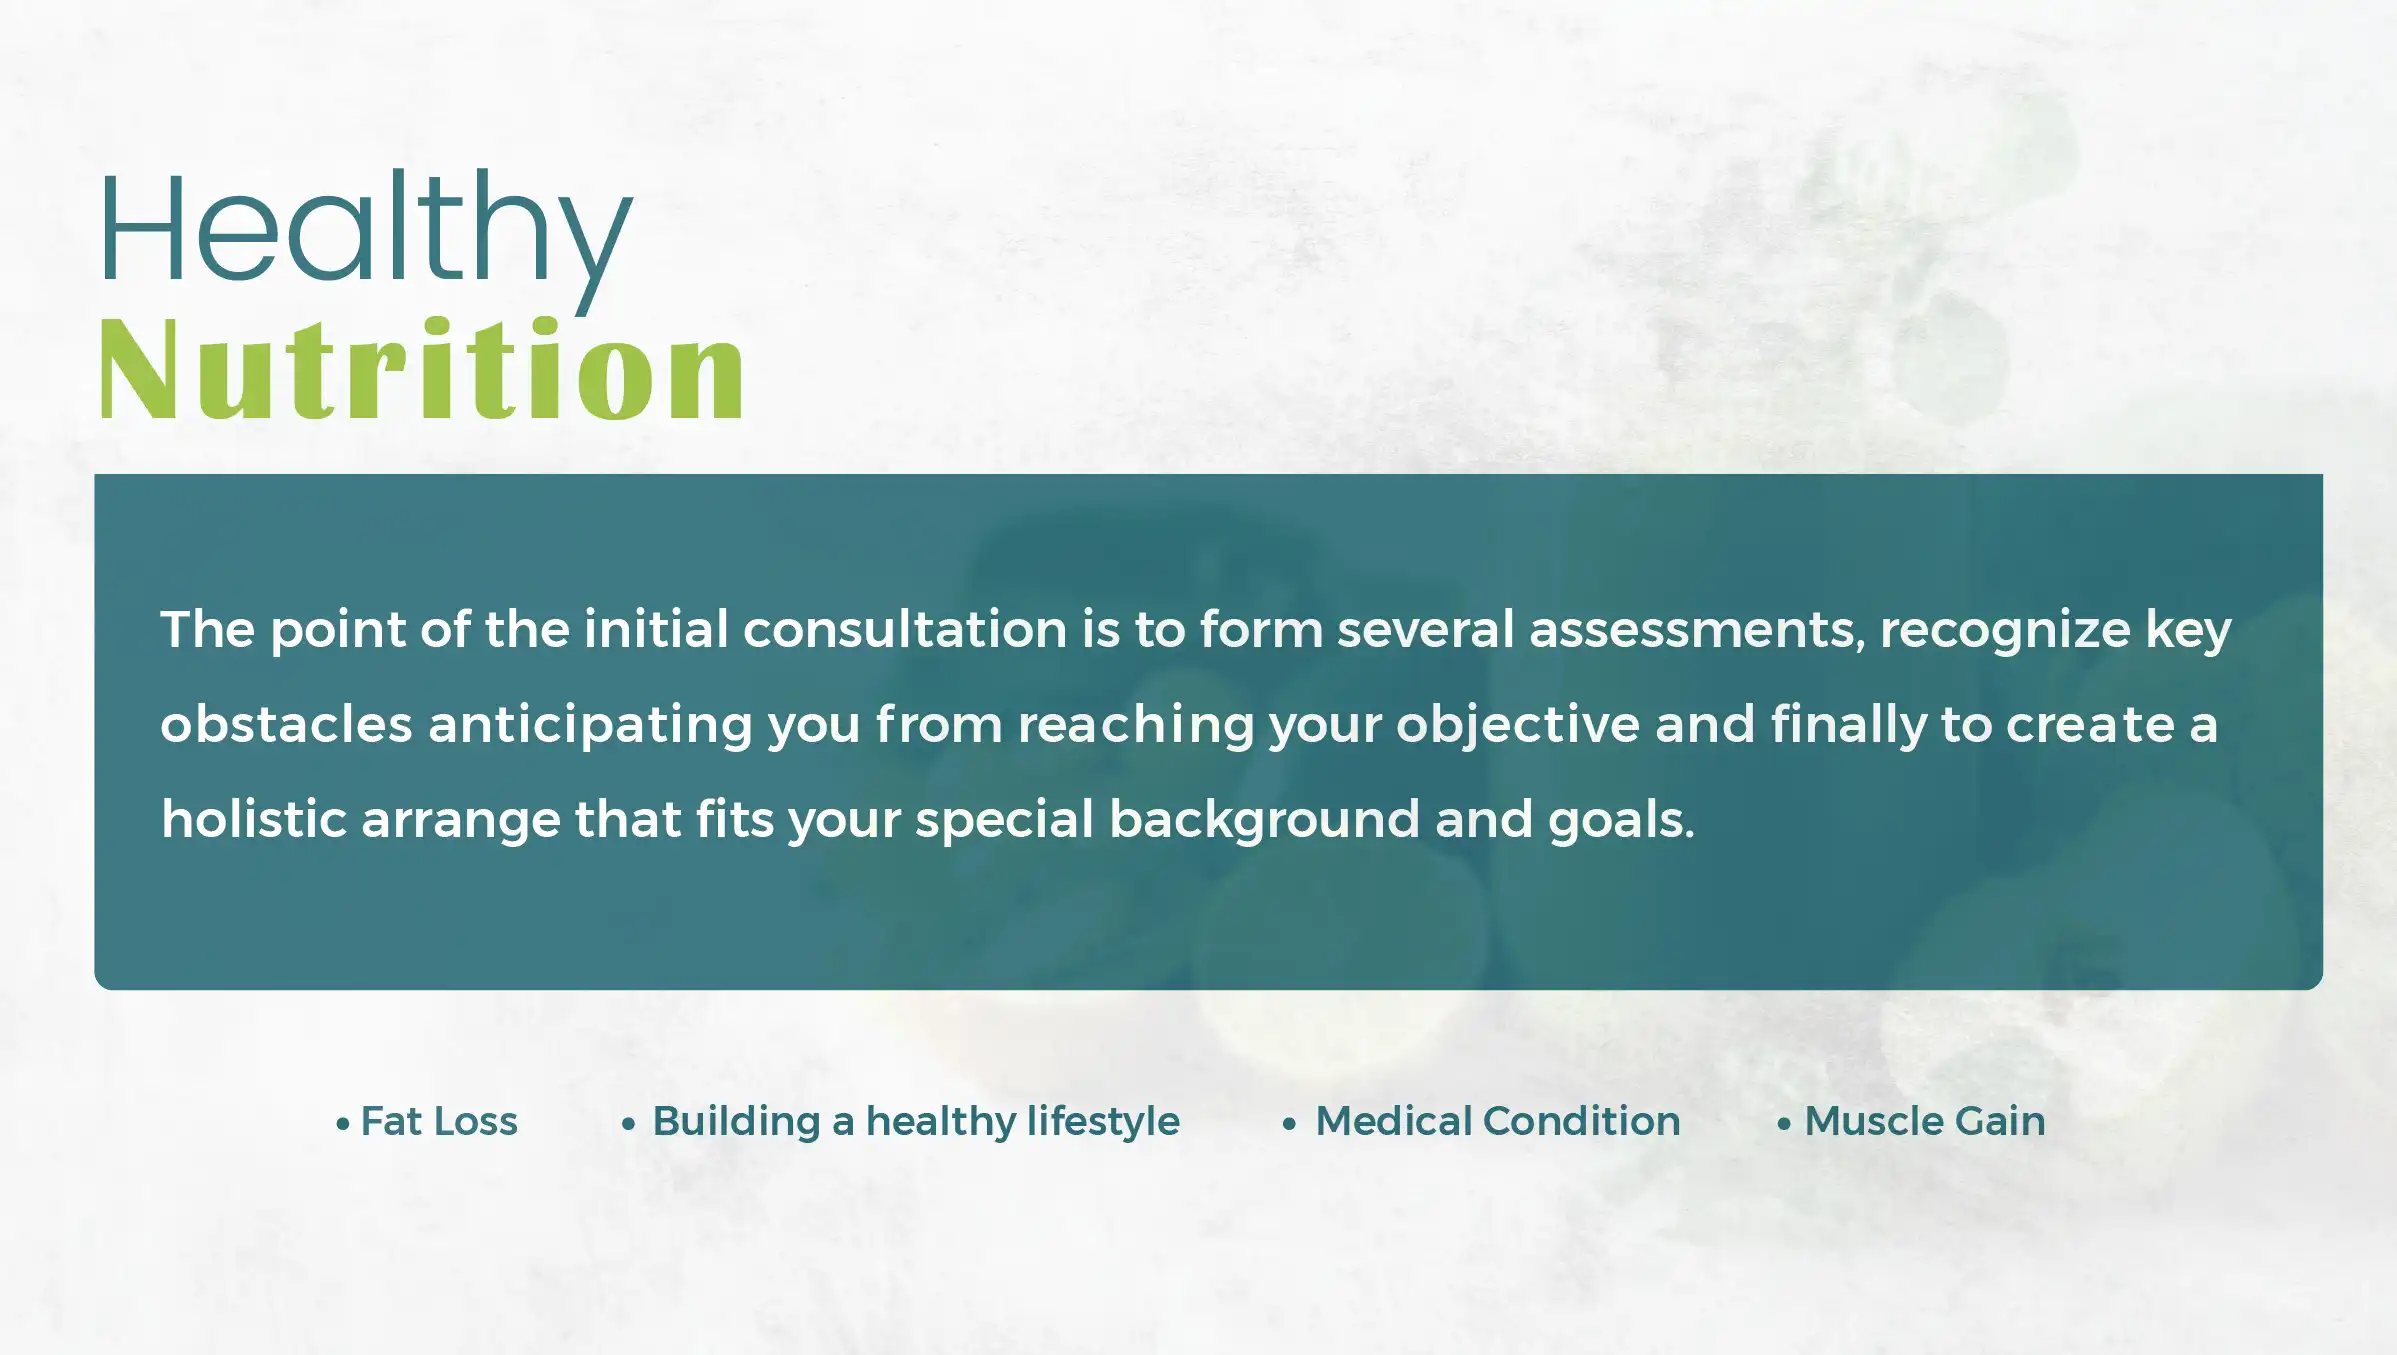 Healthy
Nutrition
The point of the initial consultation is to form several assessments, recognize key
obstacles anticipating you from reaching your objective and finally to create a
holistic arrange that fits your special background and goals.
• Fat Loss • Building a healthy lifestyle • Medical Condition • Muscle Gain